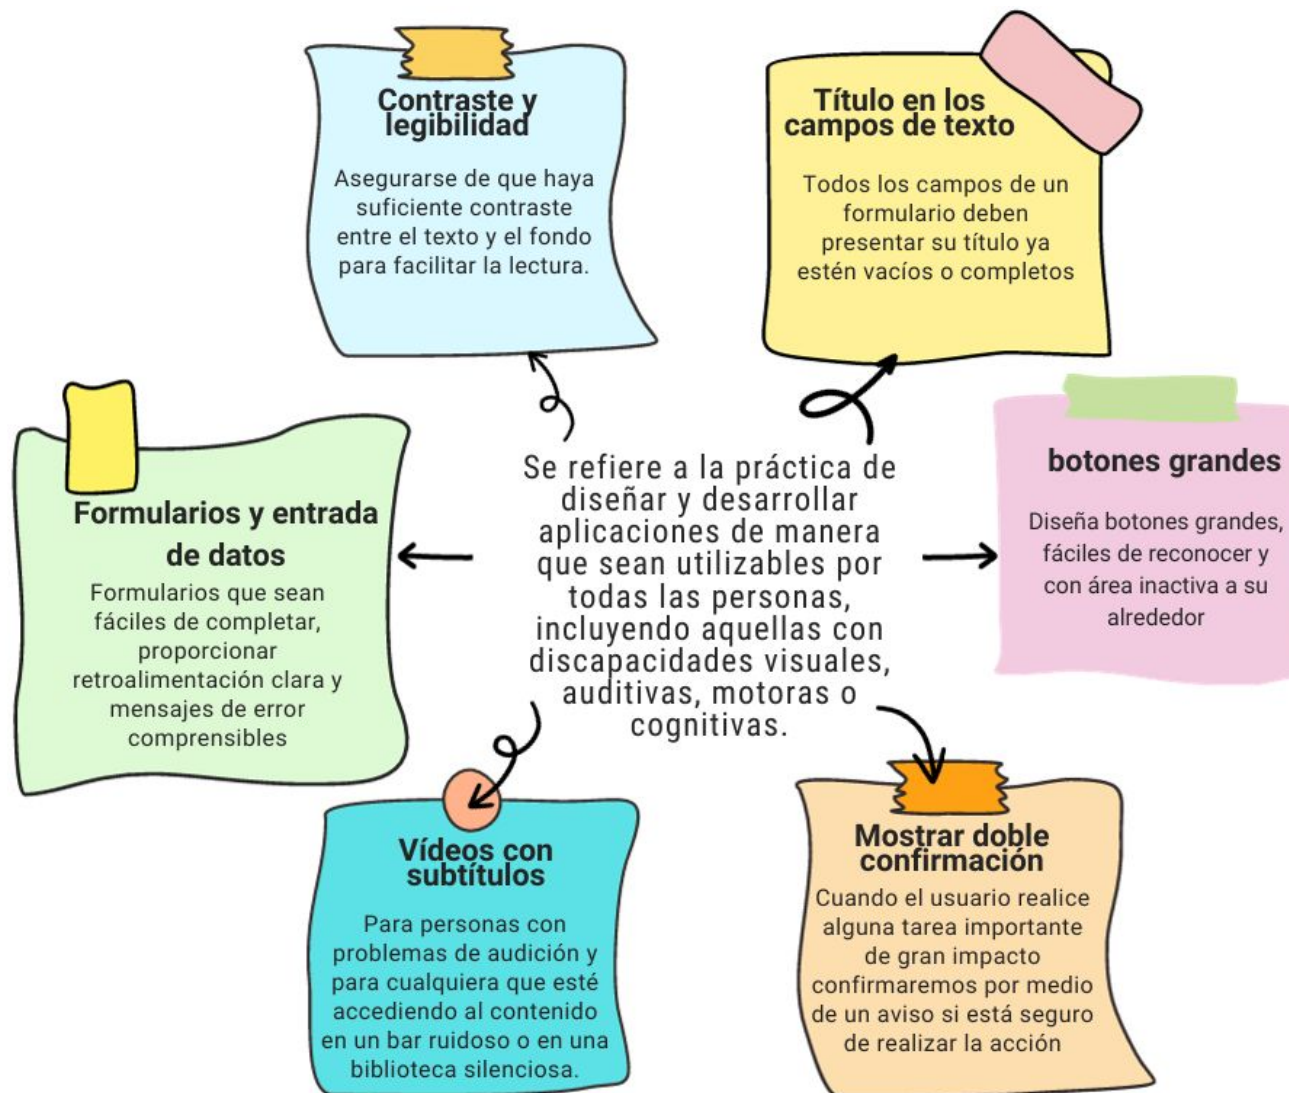 Contraste y
legibilidad
Asegurarse de que haya
suficiente contraste
entre el texto y el fondo
para facilitar la lectura.
Título en los
campos de texto
Todos los campos de un
formulario deben
presentar su título ya
estén vacíos o completos
Formularios y entrada
de datos
Formularios que sean
fáciles de completar,
proporcionar
retroalimentación clara y
mensajes de error
comprensibles
Se refiere a la práctica de
diseñar y desarrollar
aplicaciones de manera
que sean utilizables por
todas las personas,
incluyendo aquellas con
discapacidades visuales,
auditivas, motoras o
cognitivas.
botones grandes
Diseña botones grandes,
fáciles de reconocer y
con área inactiva a su
alrededor
Vídeos con
subtítulos
Para personas con
problemas de audición y
para cualquiera que esté
accediendo al contenido
en un bar ruidoso o en una
biblioteca silenciosa.
Mostrar doble
confirmación
Cuando el usuario realice
alguna tarea importante
de gran impacto
confirmaremos por medio
de un aviso si está seguro
de realizar la acción